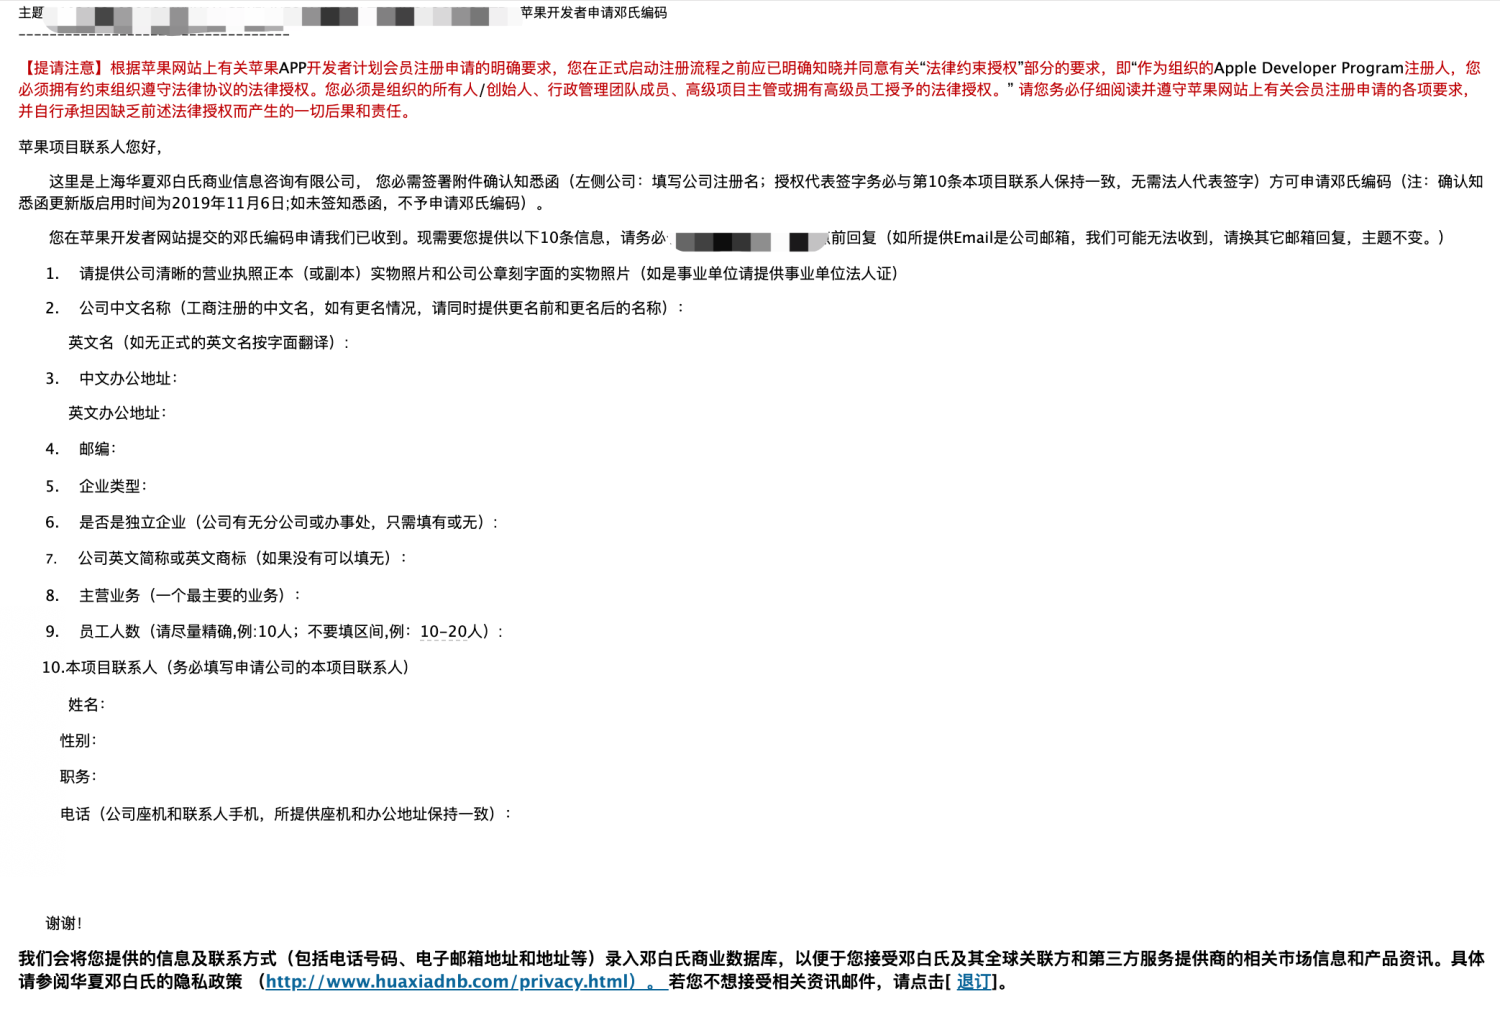 主题
苹果开发者申请邓氏编码
【提请注意】根据苹果网站上有关苹果APP开发者计划会员注册申请的明确要求，您在正式启动注册流程之前应已明确知晓并同意有关“法律约束授权”部分的要求，即“作为组织的Apple Developer Program注册人，您
必须拥有约束组织遵守法律协议的法律授权。您必须是组织的所有人/创始人、行政管理团队成员、高级项目主管或拥有高级员工授予的法律授权。” 请您务必仔细阅读并遵守苹果网站上有关会员注册申请的各项要求，
并自行承担因缺乏前述法律授权而产生的一切后果和责任。
苹果项目联系人您好，
这里是上海华夏邓白氏商业信息咨询有限公司， 您必需签署附件确认知悉函（左侧公司：填写公司注册名；授权代表签字务必与第10条本项目联系人保持一致，无需法人代表签字）方可申请邓氏编码（注：确认知
悉函更新版启用时间为2019年11月6日;如未签知悉函，不予申请邓氏编码）。
您在苹果开发者网站提交的邓氏编码申请我们已收到。现需要您提供以下10条信息，请务必
前回复（如所提供Email是公司邮箱，我们可能无法收到，请换其它邮箱回复，主题不变。）
1. 请提供公司清晰的营业执照正本（或副本）实物照片和公司公章刻字面的实物照片（如是事业单位请提供事业单位法人证）
2. 公司中文名称（工商注册的中文名，如有更名情况，请同时提供更名前和更名后的名称）：
英文名（如无正式的英文名按字面翻译）:
3. 中文办公地址：
英文办公地址：
4. 邮编：
5. 企业类型：
6. 是否是独立企业（公司有无分公司或办事处，只需填有或无）:
7. 公司英文简称或英文商标（如果没有可以填无）：
8. 主营业务（一个最主要的业务）：
9. 员工人数（请尽量精确,例:10人；不要填区间,例：10-20人）:
10.本项目联系人（务必填写申请公司的本项目联系人）
姓名：
性别：
职务：
电话（公司座机和联系人手机，所提供座机和办公地址保持一致）:
谢谢！
我们会将您提供的信息及联系方式（包括电话号码、电子邮箱地址和地址等）录入邓白氏商业数据库，以便于您接受邓白氏及其全球关联方和第三方服务提供商的相关市场信息和产品资讯。具体
请参阅华夏邓白氏的隐私政策 （http://www.huaxiadnb.com/privacy.html）。 若您不想接受相关资讯邮件，请点击[ 退订]。